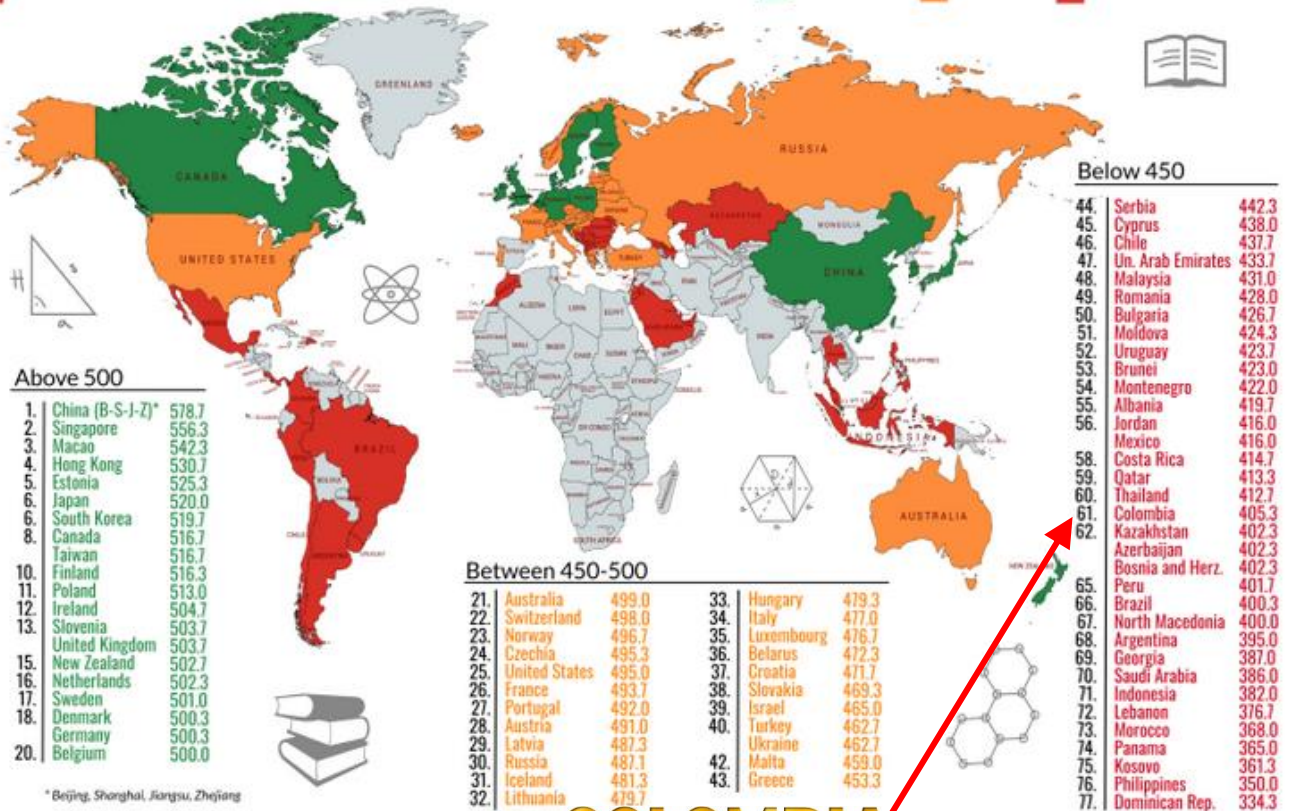 GREENLAND
CANADA
RUSSIA
UNITED STATES
MONGOLIA
CHINA
TURKEY
KAZAKHSTAN
ALGERIA
LIBYA
EGYPT
MALI
NIGER
CHAD
IRAN
INDIA
BRAZIL
BOLIVIA
CHILE
URUGUAY
DR CONGO
SOUTH AFRICA
PHILIPPINES
INDONESIA
AUSTRALIA
Above 500
1. China (B-S-J-Z)* 578.7
2. Singapore 556.3
3. Macao 542.3
4. Hong Kong 530.7
5. Estonia 525.3
6. Japan 520.0
6. South Korea 519.7
8. Canada 516.7
Taiwan 516.7
10. Finland 516.3
11. Poland 513.0
12. Ireland 504.7
13. Slovenia 503.7
United Kingdom 503.7
15. New Zealand 502.7
16. Netherlands 502.3
17. Sweden 501.0
18. Denmark 500.3
Germany 500.3
20. Belgium 500.0
* Beijing, Shanghai, Jiangsu, Zhejiang
Between 450-500
21. Australia 499.0
22. Switzerland 498.0
23. Norway 496.7
24. Czechia 495.3
25. United States 495.0
26. France 493.7
27. Portugal 492.0
28. Austria 491.0
29. Latvia 487.3
30. Russia 487.1
31. Iceland 481.3
32. Lithuania 479.7
33. Hungary 479.3
34. Italy 477.0
35. Luxembourg 476.7
36. Belarus 472.3
37. Croatia 471.7
38. Slovakia 469.3
39. Israel 465.0
40. Turkey 462.7
Ukraine 462.7
42. Malta 459.0
43. Greece 453.3
Below 450
44. Serbia 442.3
45. Cyprus 438.0
46. Chile 437.7
47. Un. Arab Emirates 433.7
48. Malaysia 431.0
49. Romania 428.0
50. Bulgaria 426.7
51. Moldova 424.3
52. Uruguay 423.7
53. Brunei 423.0
54. Montenegro 422.0
55. Albania 419.7
56. Jordan 416.0
Mexico 416.0
58. Costa Rica 414.7
59. Qatar 413.3
60. Thailand 412.7
61. Colombia 405.3
62. Kazakhstan 402.3
Azerbaijan 402.3
Bosnia and Herz. 402.3
65. Peru 401.7
66. Brazil 400.3
67. North Macedonia 400.0
68. Argentina 395.0
69. Georgia 387.0
70. Saudi Arabia 386.0
71. Indonesia 382.0
72. Lebanon 376.7
73. Morocco 368.0
74. Panama 365.0
75. Kosovo 361.3
76. Philippines 350.0
77. Domincan Rep. 334.3
COLOMBIA